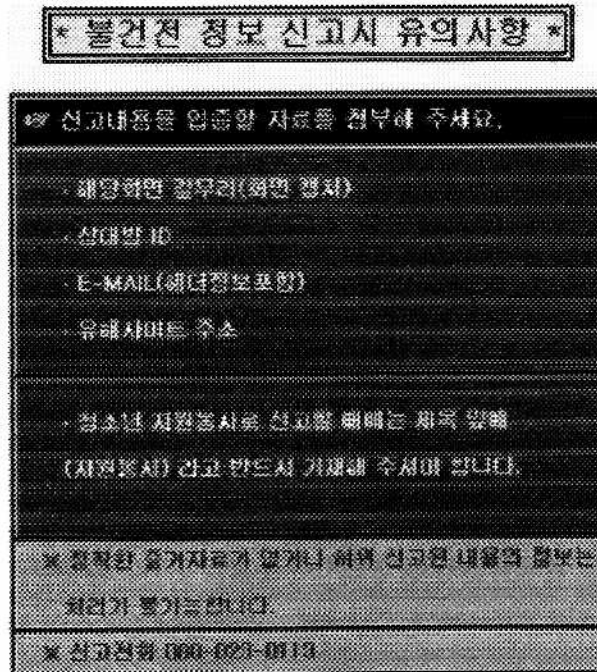 * 불건전 정보 신고시 유의사항 *
☞ 신고내용을 입증할 자료를 첨부해 주세요.
· 해당화면 갈무리(화면 캡처)
· 상대방 ID
· E-MAIL(헤더정보포함)
· 유해사이트 주소
· 청소년 자원봉사로 신고할 때에는 제목 앞에
(자원봉사) 라고 반드시 기재해 주셔야 합니다.
※ 정확한 증거자료가 없거나 허위 신고된 내용의 정보는
처리가 불가능합니다.
※ 신고전화